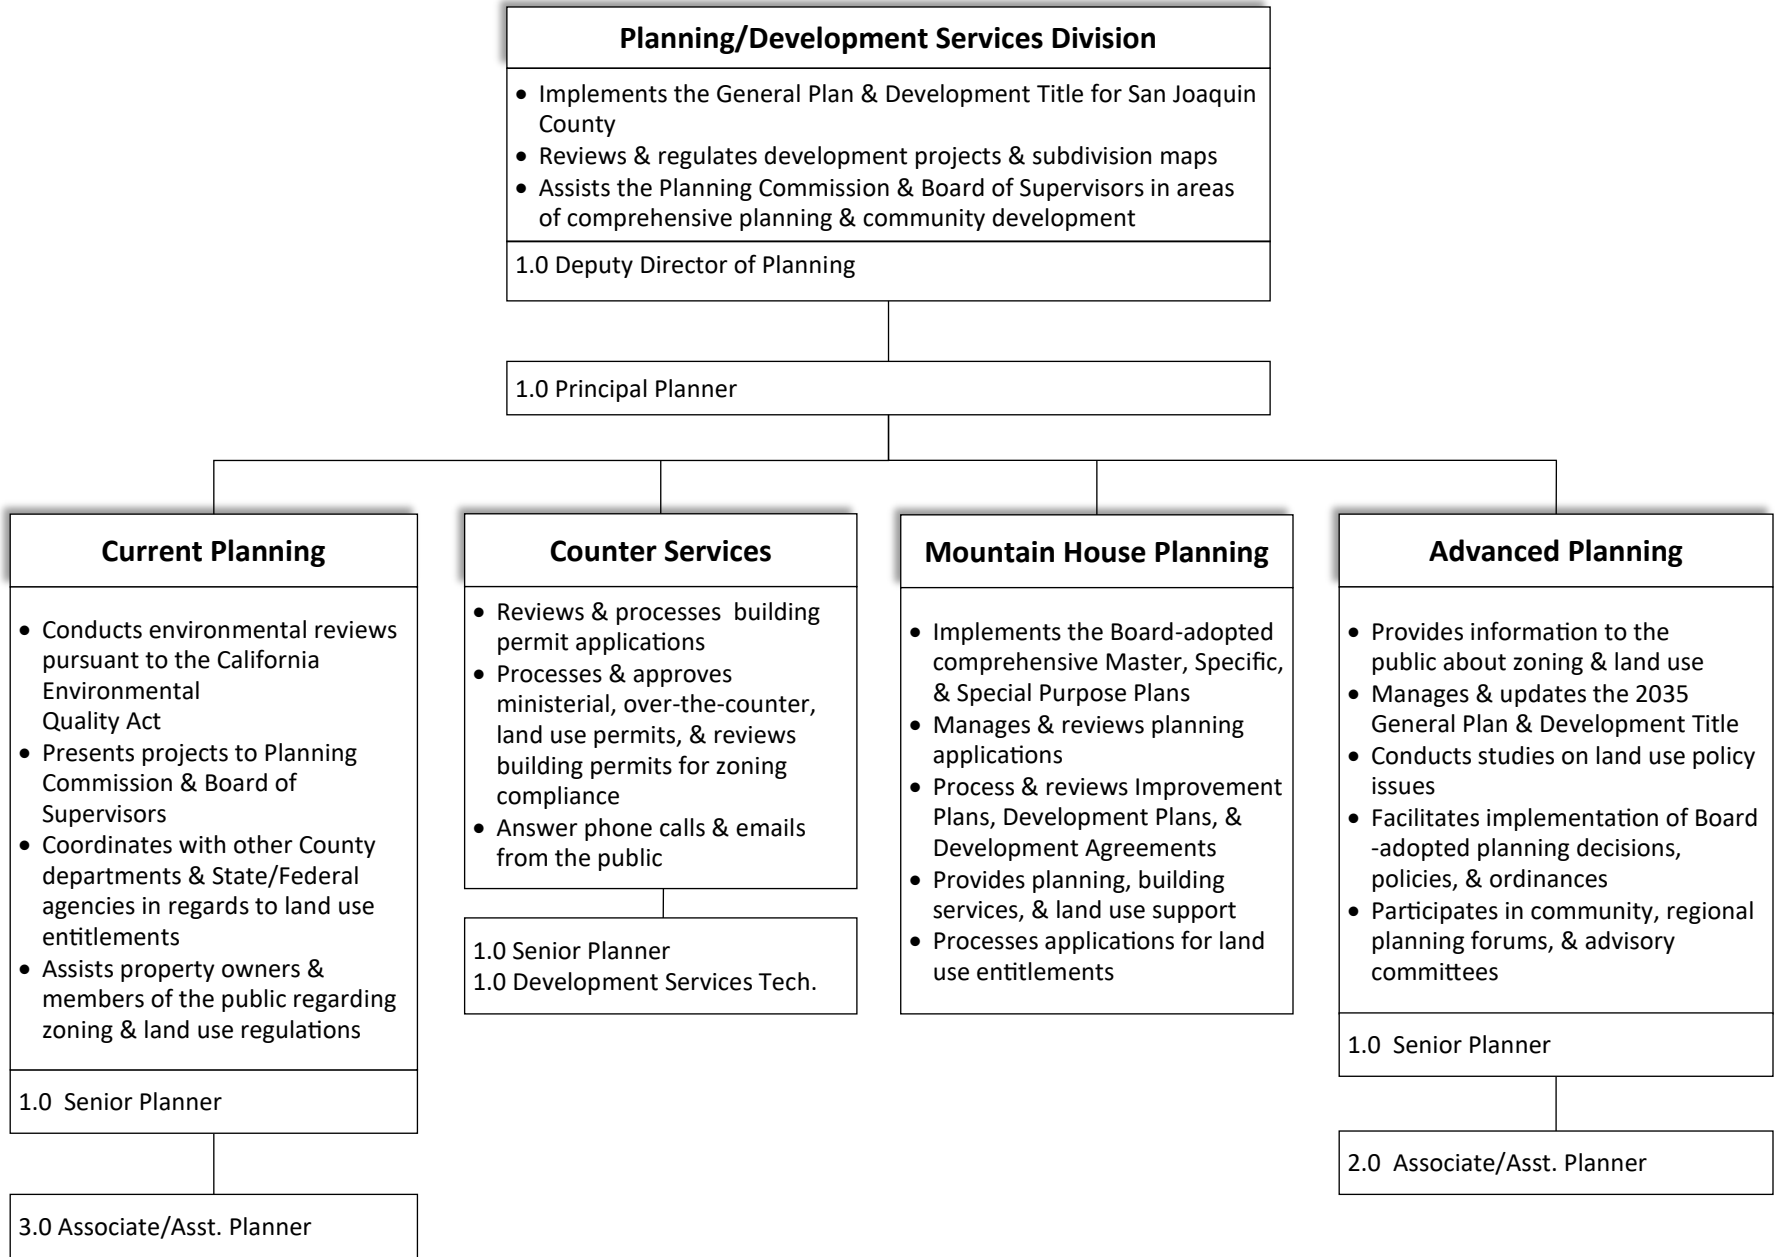 Planning/Development Services Division
• Implements the General Plan & Development Title for San Joaquin
County
• Reviews & regulates development projects & subdivision maps
• Assists the Planning Commission & Board of Supervisors in areas
of comprehensive planning & community development
1.0 Deputy Director of Planning
1.0 Principal Planner
Current Planning
• Conducts environmental reviews
pursuant to the California
Environmental
Quality Act
• Presents projects to Planning
Commission & Board of
Supervisors
• Coordinates with other County
departments & State/Federal
agencies in regards to land use
entitlements
• Assists property owners &
members of the public regarding
zoning & land use regulations
1.0 Senior Planner
3.0 Associate/Asst. Planner
Counter Services
• Reviews & processes building
permit applications
• Processes & approves
ministerial, over-the-counter,
land use permits, & reviews
building permits for zoning
compliance
• Answer phone calls & emails
from the public
1.0 Senior Planner
1.0 Development Services Tech.
Mountain House Planning
• Implements the Board-adopted
comprehensive Master, Specific,
& Special Purpose Plans
• Manages & reviews planning
applications
• Process & reviews Improvement
Plans, Development Plans, &
Development Agreements
• Provides planning, building
services, & land use support
• Processes applications for land
use entitlements
Advanced Planning
• Provides information to the
public about zoning & land use
• Manages & updates the 2035
General Plan & Development Title
• Conducts studies on land use policy
issues
• Facilitates implementation of Board
-adopted planning decisions,
policies, & ordinances
• Participates in community, regional
planning forums, & advisory
committees
1.0 Senior Planner
2.0 Associate/Asst. Planner